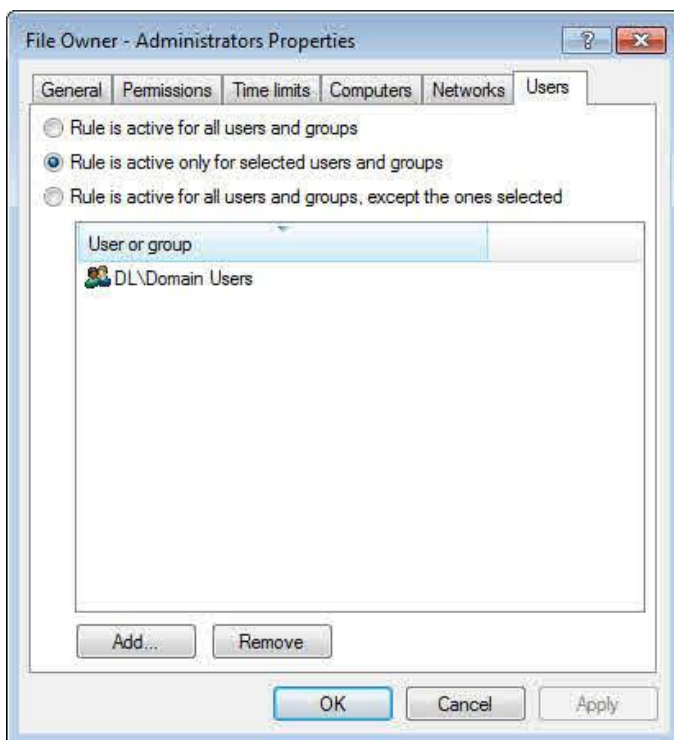 File Owner - Administrators Properties
?
General Permissions Time limits Computers Networks Users
Rule is active for all users and groups
Rule is active only for selected users and groups
Rule is active for all users and groups, except the ones selected
User or group
DL\Domain Users
Add... Remove
OK Cancel Apply